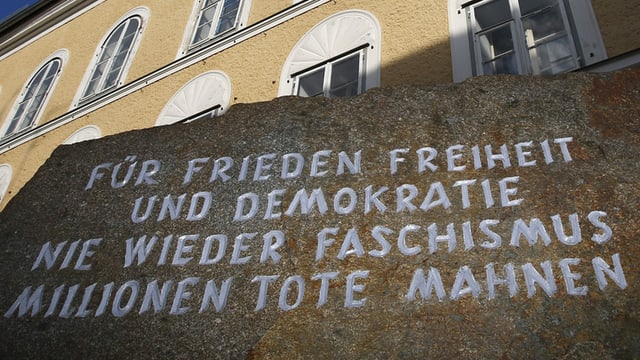 FÜR FRIEDEN FREIHEIT
UND DEMOKRATIE
NIE WIEDER FASCHISMUS
MILLIONEN TOTE MAHNEN